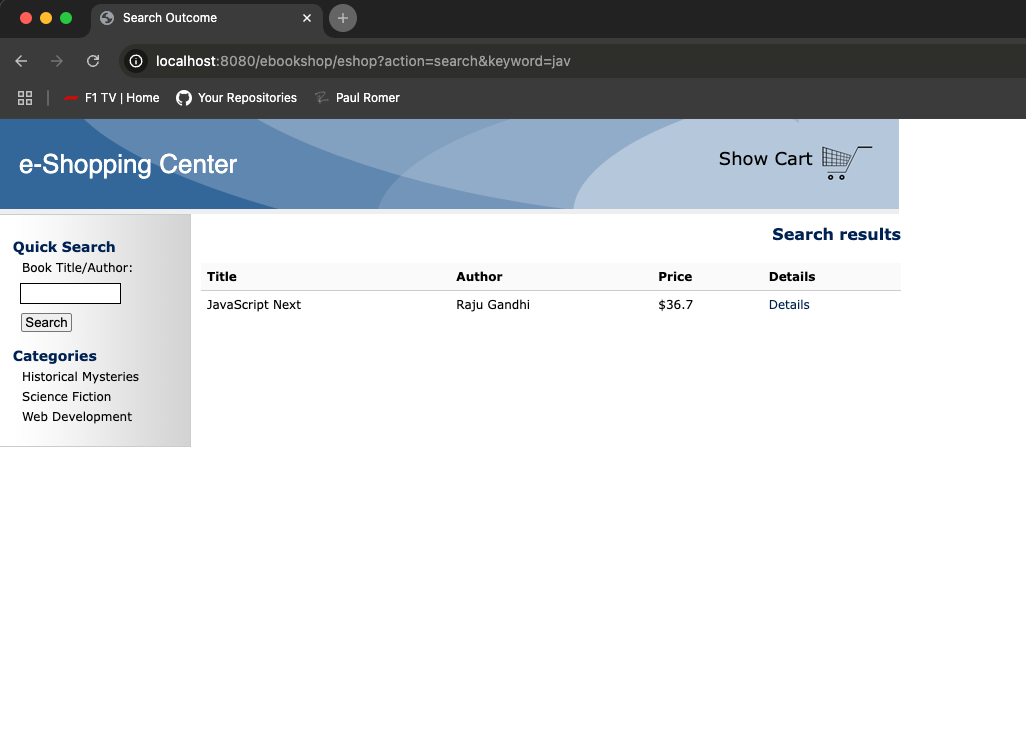 Search Outcome
localhost:8080/ebookshop/eshop?action=search&keyword=jav
F1 TV | Home Your Repositories Paul Romer
e-Shopping Center
Show Cart
Quick Search
Book Title/Author:
Search
Categories
Historical Mysteries
Science Fiction
Web Development
Search results
Title Author Price Details
JavaScript Next Raju Gandhi $36.7 Details